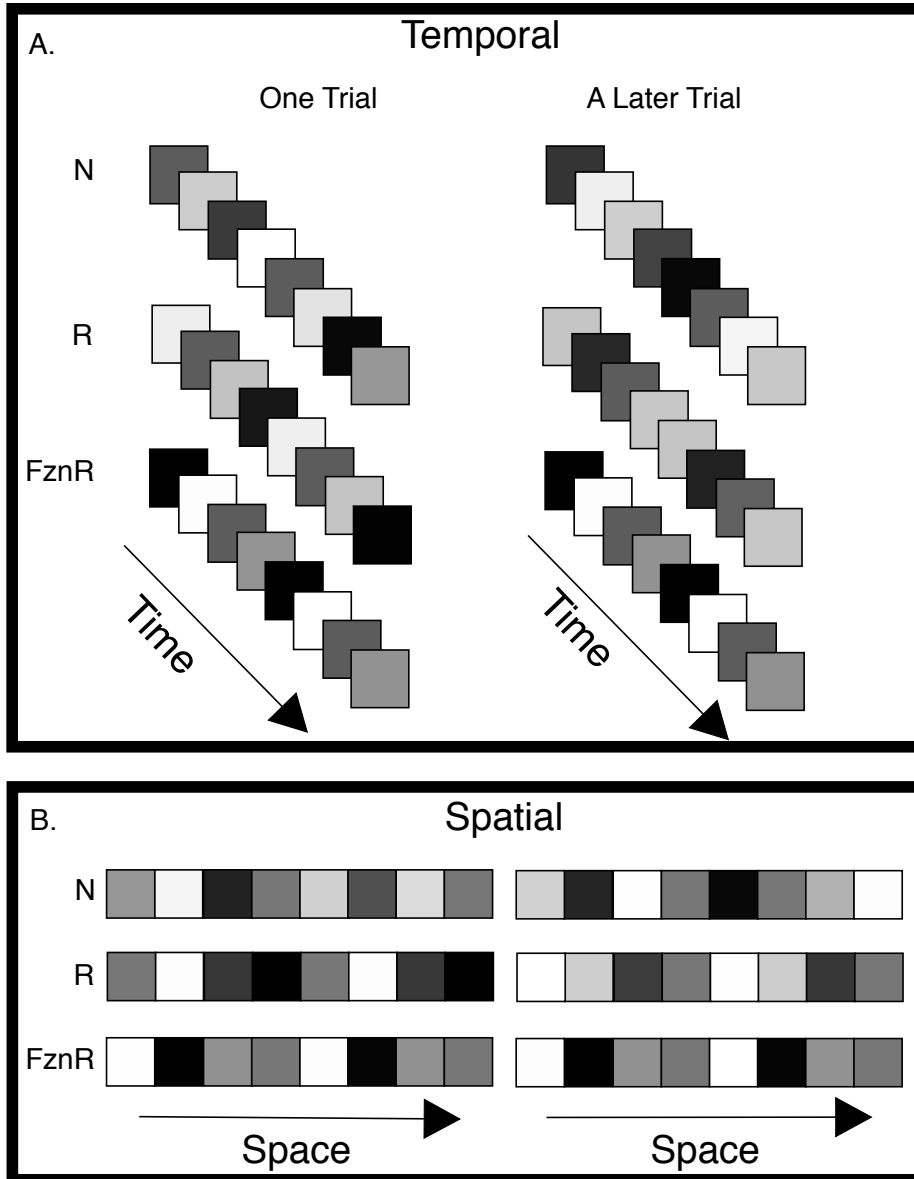 A.
Temporal
One Trial
A Later Trial
N
R
FznR
Time
Time
B.
Spatial
N
R
FznR
Space
Space